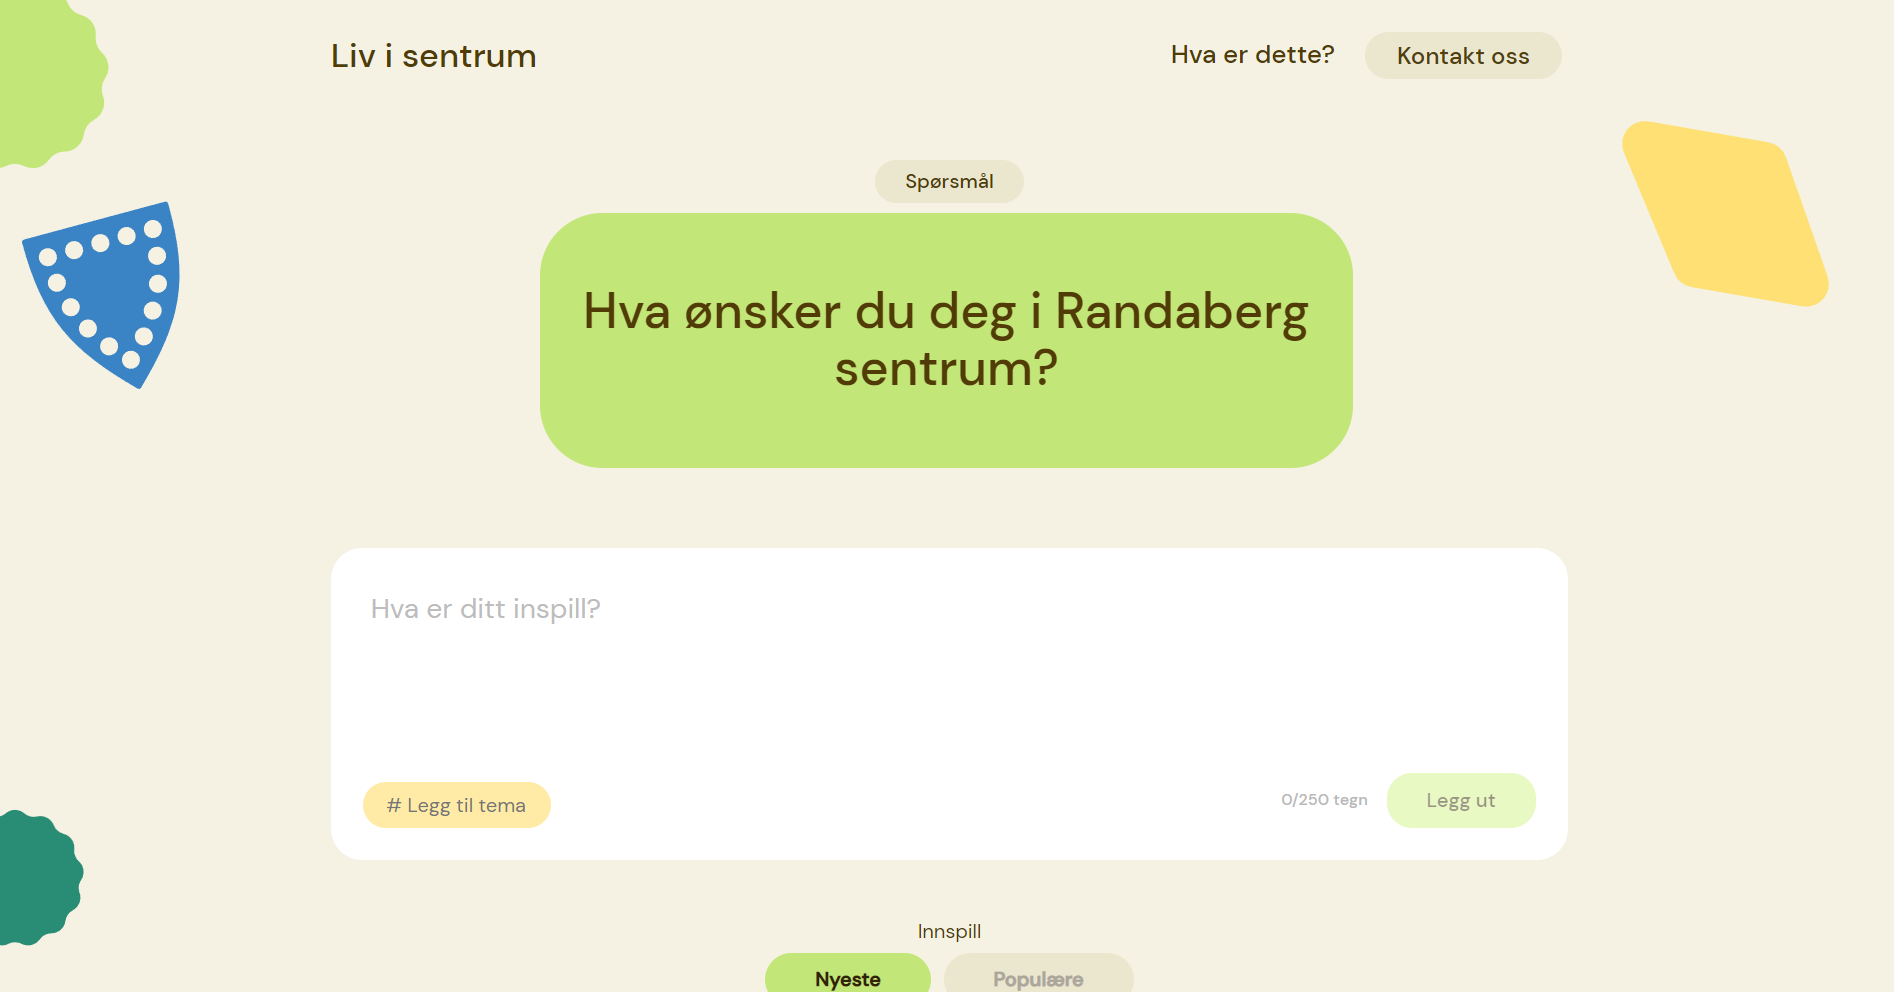 Liv i sentrum
Hva er dette?
Kontakt oss
Spørsmål
Hva ønsker du deg i Randaberg
sentrum?
Hva er ditt inspill?
# Legg til tema
0/250 tegn
Legg ut
Innspill
Nyeste
Populære